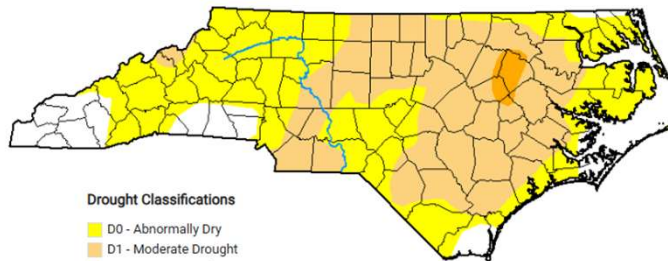 Drought Classifications
D0 - Abnormally Dry
D1 - Moderate Drought